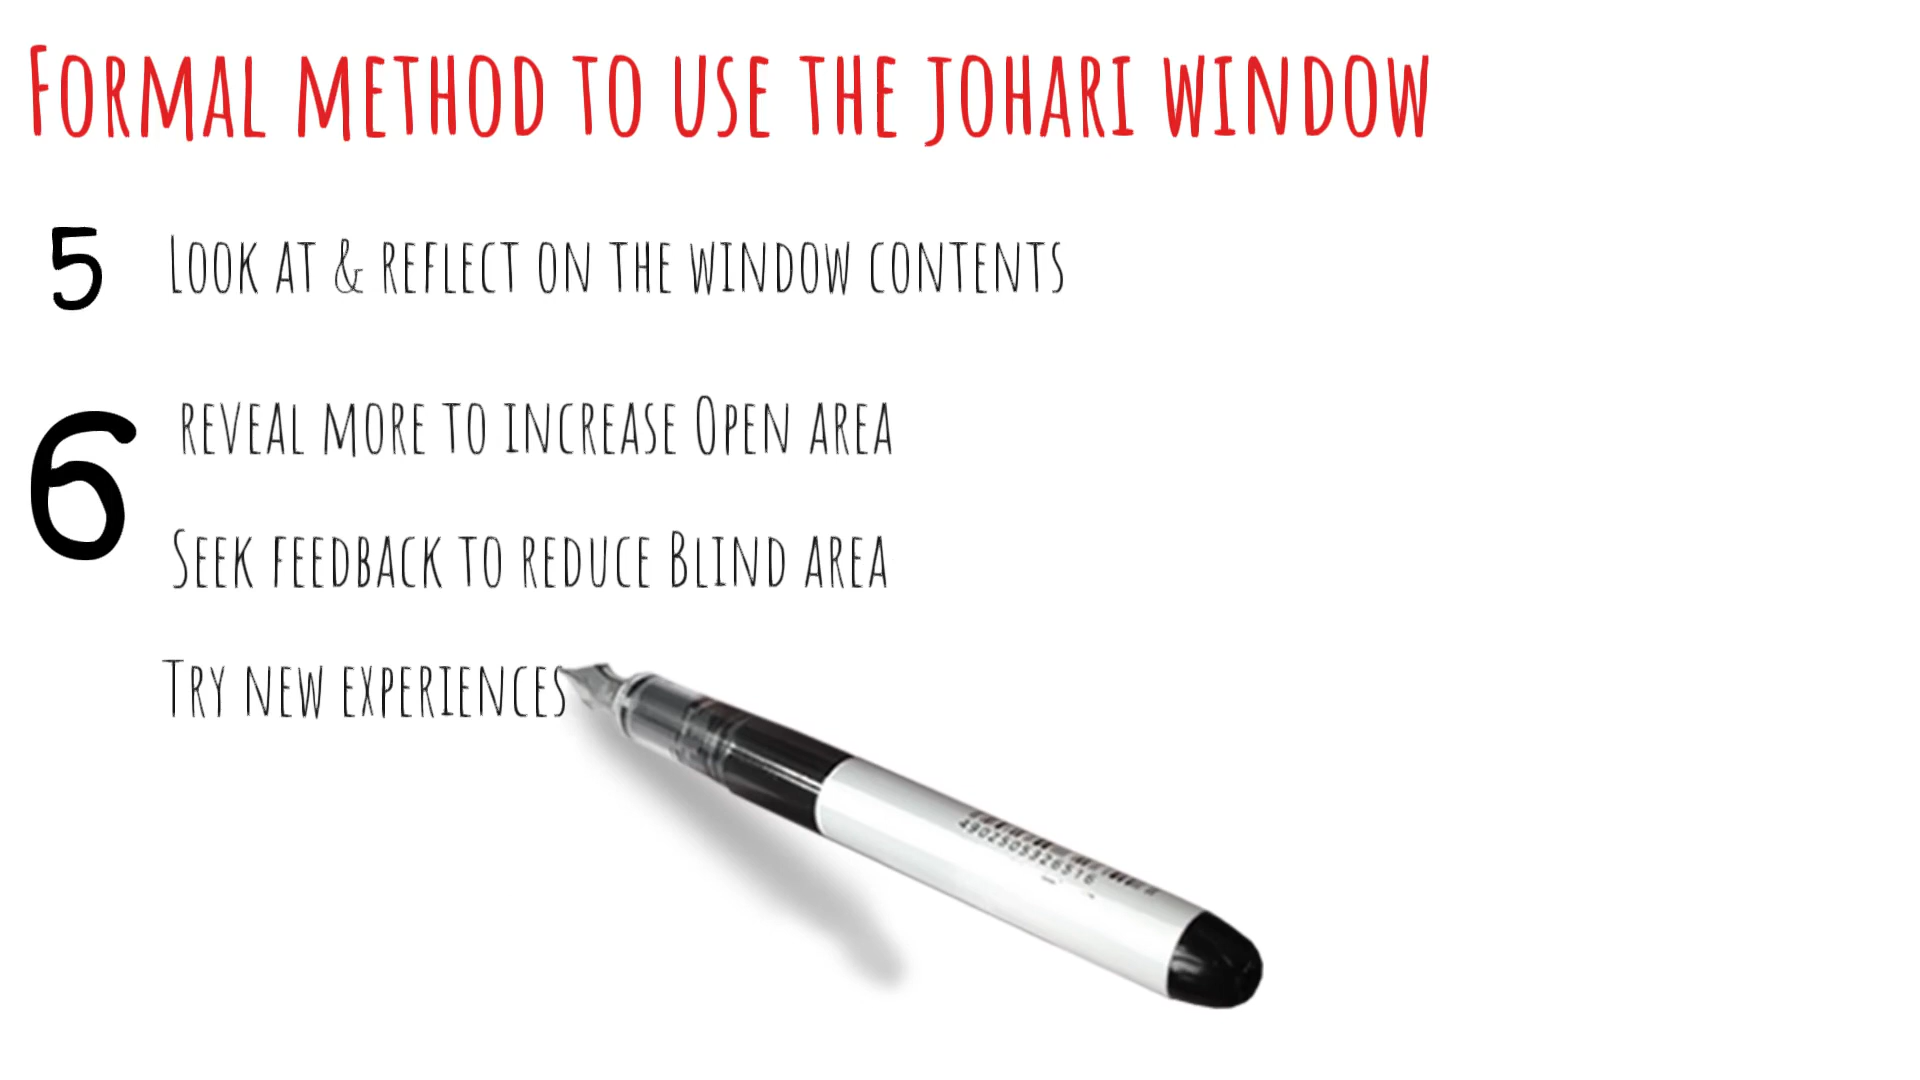 Formal method to use the Johari window
5 Look at & reflect on the window contents
6 reveal more to increase Open area
Seek feedback to reduce Blind area
Try new experiences
4902505326516